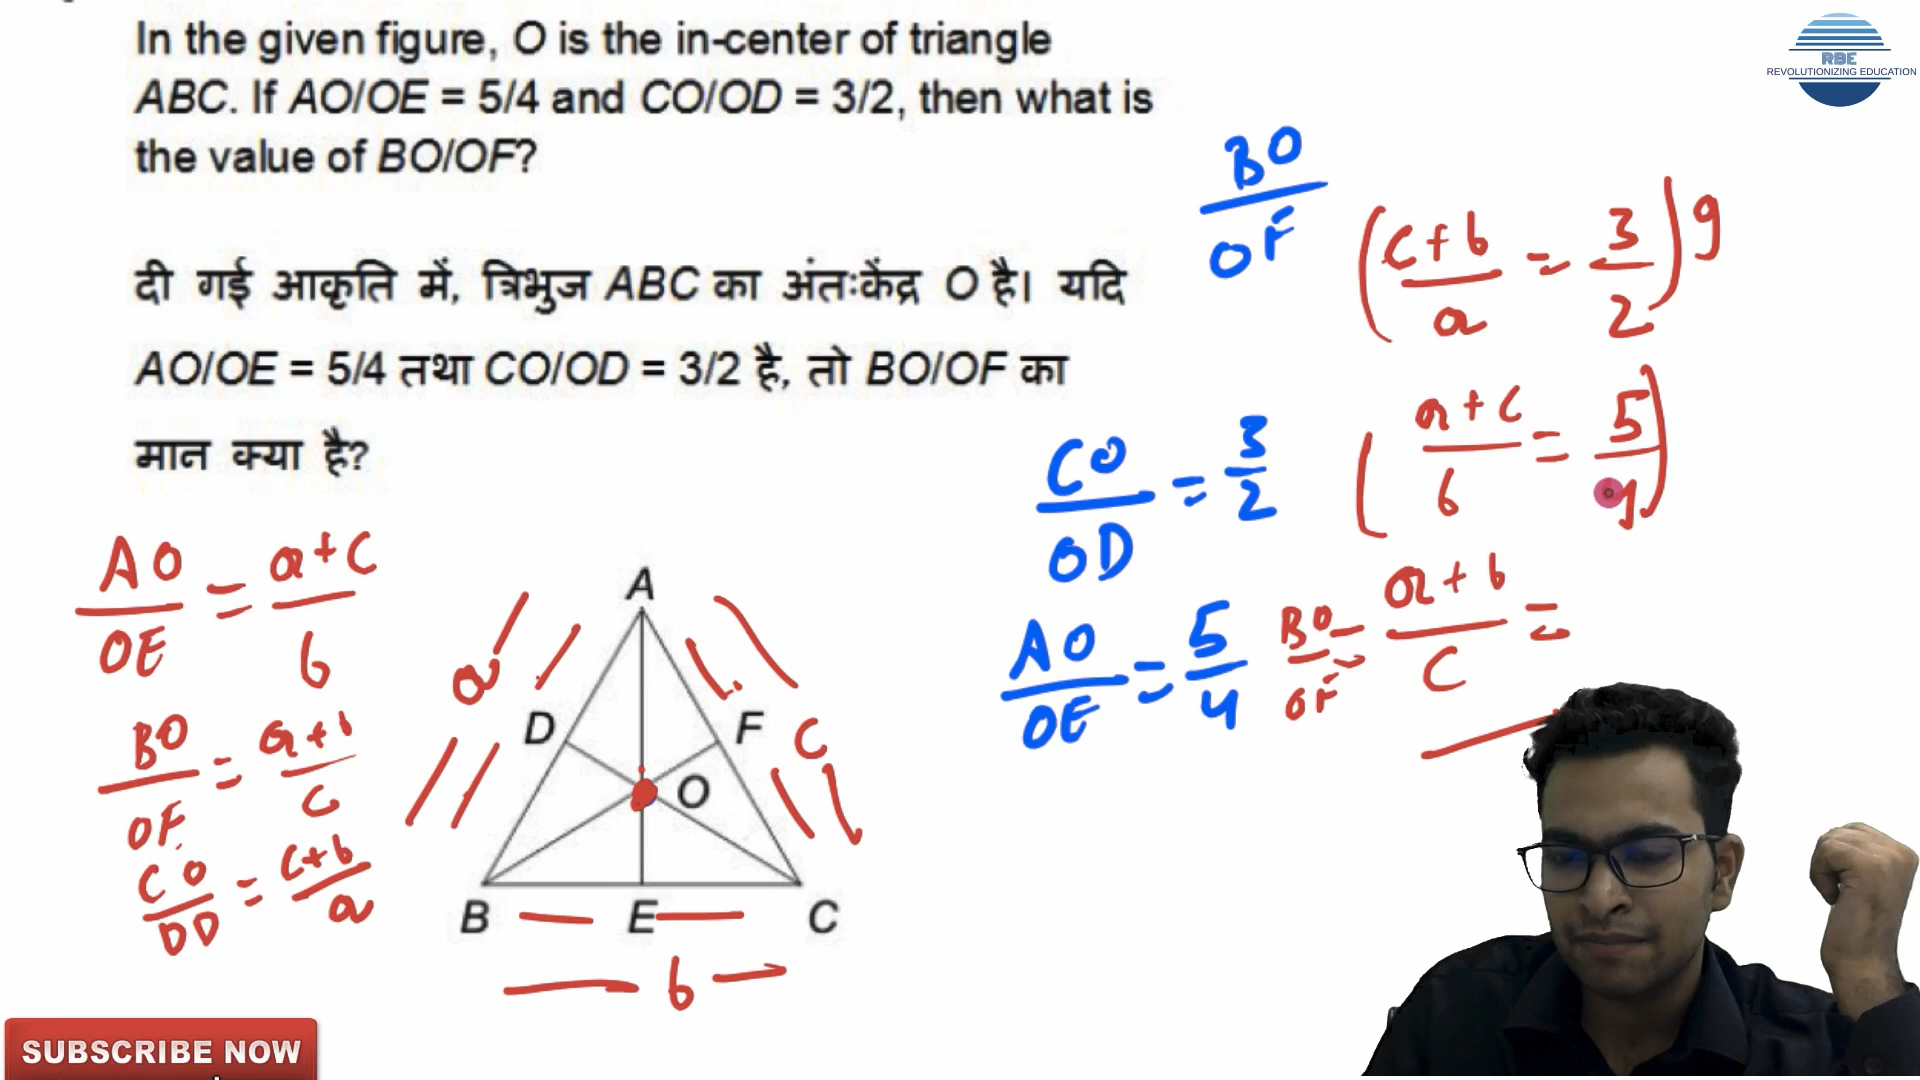 In the given figure, O is the in-center of triangle
ABC. If AO/OE = 5/4 and CO/OD = 3/2, then what is
the value of BO/OF?
दी गई आकृति में, त्रिभुज ABC का अंतःकेंद्र O है। यदि
AO/OE = 5/4 तथा CO/OD = 3/2 है, तो BO/OF का
मान क्या है?
RBE
REVOLUTIONIZING EDUCATION
BO/OF
(c+b/a = 3/2) 9
CO/OD = 3/2
(a+c/b = 5/4)
AO/OE = 5/4
BO/OF = a+b/c =
AO/OE = a+c/b
BO/OF = a+b/c
CO/OD = c+b/a
A
a
D
F
c
O
B
E
C
b
SUBSCRIBE NOW